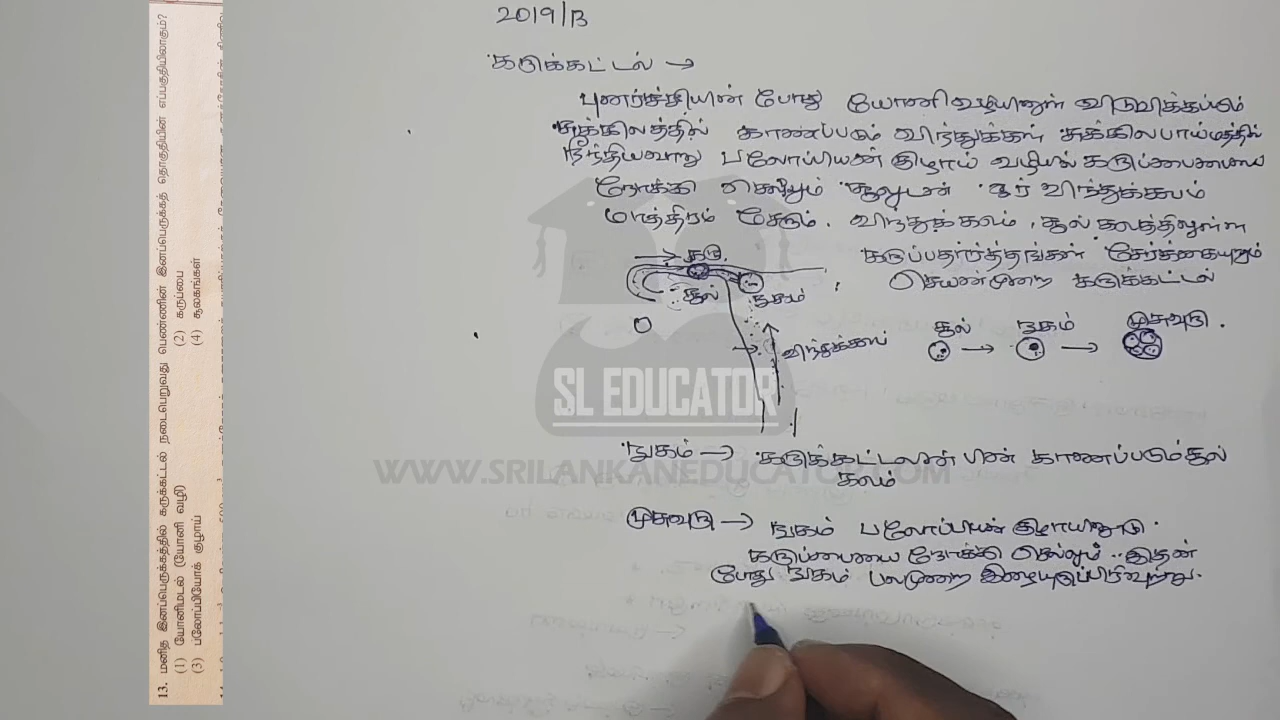 13. மனித இனப்பெருக்கத்தில் கருக்கட்டல் நடைபெறுவது பெண்ணின் இனப்பெருக்கத் தொகுதியின் எப்பகுதியிலாகும்?
(1) யோனிமடல் (யோனி வழி) (2) கருப்பை
(3) பலோப்பியோக் குழாய் (4) சூலகங்கள்
2019/B
கருக்கட்டல் →
புணர்ச்சியின் போது யோனி வழியினுள் விடுவிக்கப்படும்
சுக்கிலத்தில் காணப்படும் விந்துக்கள் சுக்கிலபாய்மத்தில்
நீந்தியவாறு பலோப்பியன் குழாய் வழியில் கருப்பையை
நோக்கி செல்லும் சூலுடன் ஓர் விந்துக்கலம்
மாத்திரம் சேரும். விந்துக்கலம், சூல் கலத்திலுள்ள
கருப்பதார்த்தங்கள் சேர்க்கையுறும்
செயன்முறை கருக்கட்டல்
→ கரு.
சூல் நுகம்
விந்துக்கலம்
சூல் → நுகம் → முசுவுரு.
SL EDUCATOR
WWW.SRILANKANEDUCATOR.COM
நுகம் → கருக்கட்டலின் பின் காணப்படும் சூல்
கலம்
முசுவுரு → நுகம் பலோப்பியன் குழாயினூடு
கருப்பையை நோக்கி செல்லும். இதன்
போது நுகம் பலமுறை இழையுருப்பிரிவுற்று.